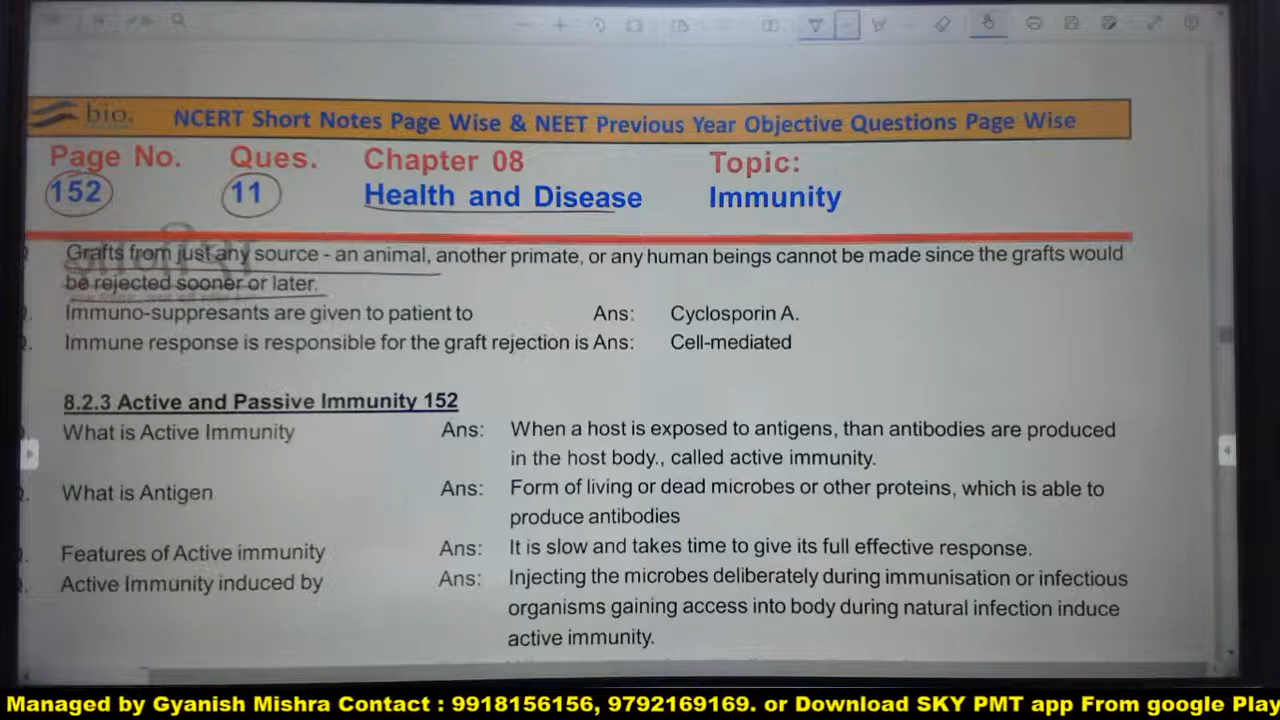 bio.
NCERT Short Notes Page Wise & NEET Previous Year Objective Questions Page Wise
Page No. Ques. Chapter 08 Topic:
152 11 Health and Disease Immunity
Grafts from just any source - an animal, another primate, or any human beings cannot be made since the grafts would
be rejected sooner or later.
Immuno-suppresants are given to patient to Ans: Cyclosporin A.
Immune response is responsible for the graft rejection is Ans: Cell-mediated
8.2.3 Active and Passive Immunity 152
What is Active Immunity Ans: When a host is exposed to antigens, than antibodies are produced
in the host body., called active immunity.
What is Antigen Ans: Form of living or dead microbes or other proteins, which is able to
produce antibodies
Features of Active immunity Ans: It is slow and takes time to give its full effective response.
Active Immunity induced by Ans: Injecting the microbes deliberately during immunisation or infectious
organisms gaining access into body during natural infection induce
active immunity.
Managed by Gyanish Mishra Contact : 9918156156, 9792169169. or Download SKY PMT app From google Play